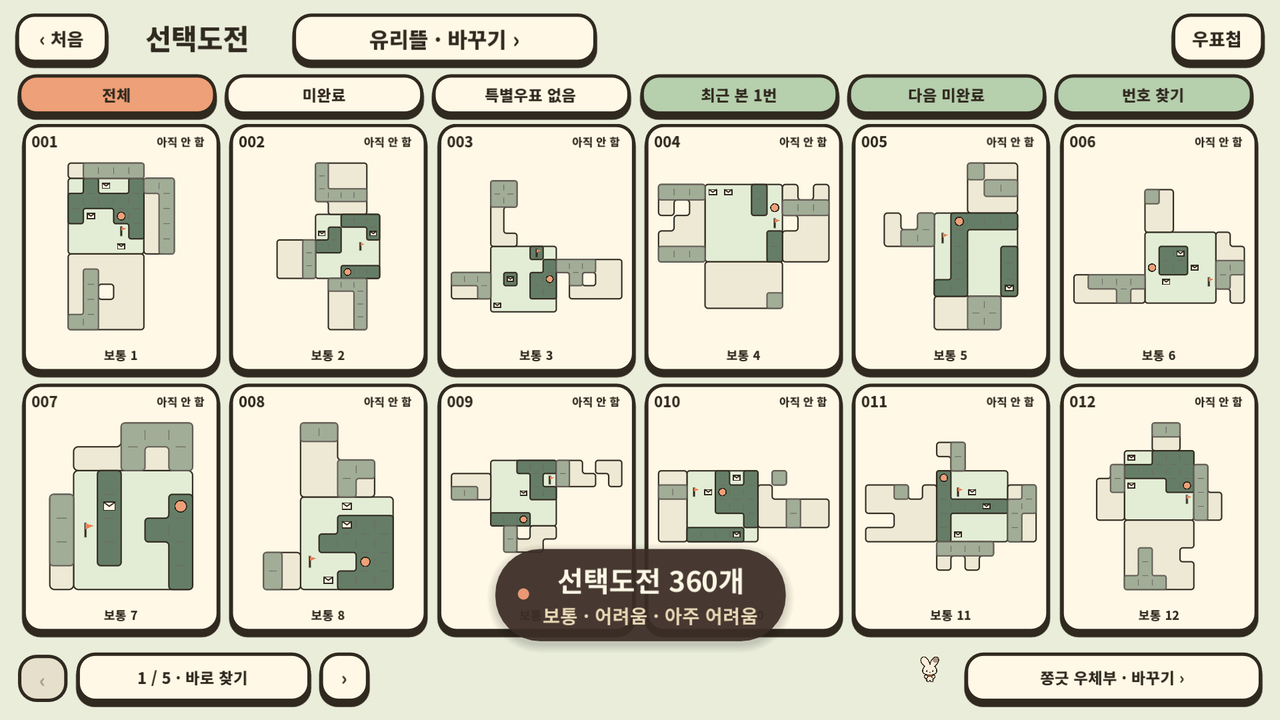 ‹ 처음
선택도전
유리뜰 · 바꾸기 ›
우표첩
전체
미완료
특별우표 없음
최근 본 1번
다음 미완료
번호 찾기
001 아직 안 함
보통 1
002 아직 안 함
보통 2
003 아직 안 함
보통 3
004 아직 안 함
보통 4
005 아직 안 함
보통 5
006 아직 안 함
보통 6
007 아직 안 함
보통 7
008 아직 안 함
보통 8
009 아직 안 함
010 아직 안 함
011 아직 안 함
보통 11
012 아직 안 함
보통 12
선택도전 360개
보통 · 어려움 · 아주 어려움
‹
1 / 5 · 바로 찾기
›
쫑긋 우체부 · 바꾸기 ›